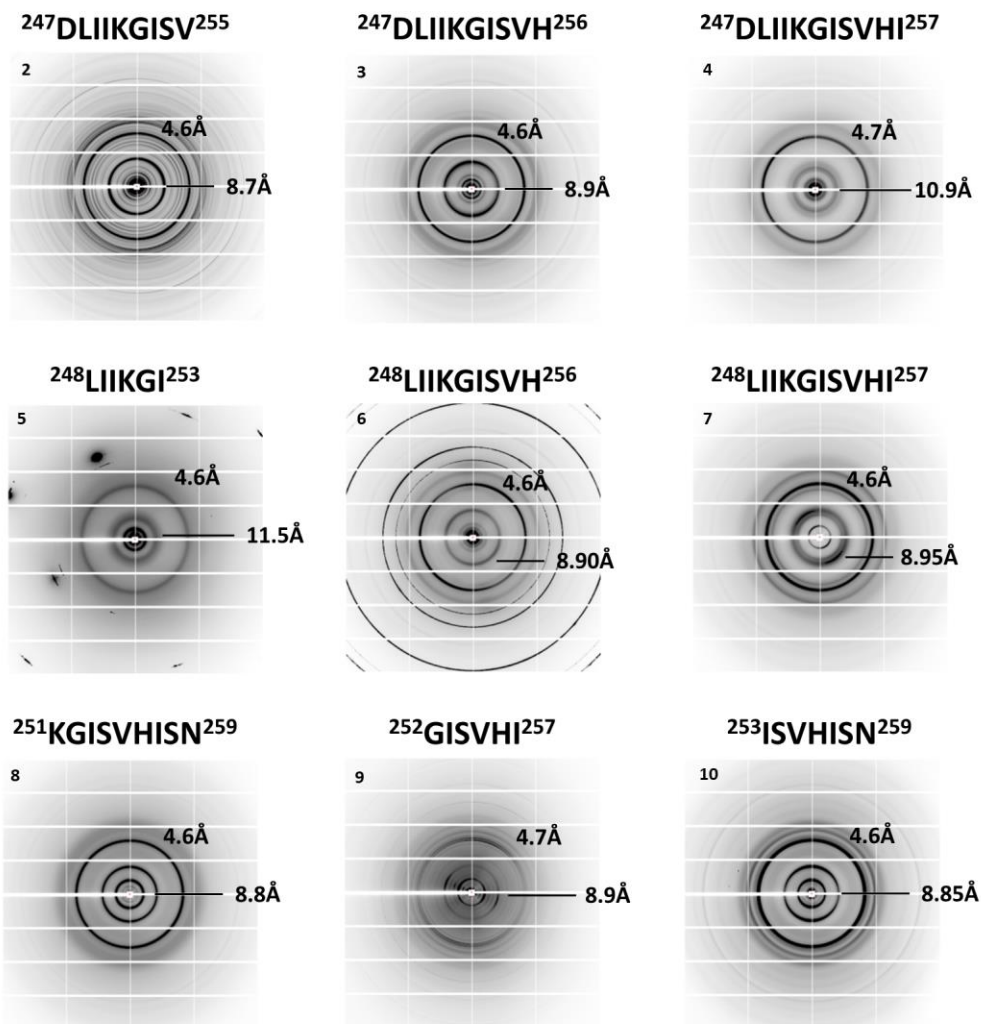 ²⁴⁷DLIIKGISV²⁵⁵ ²⁴⁷DLIIKGISVH²⁵⁶ ²⁴⁷DLIIKGISVHI²⁵⁷
2 3 4
4.6Å 4.6Å 4.7Å
8.7Å 8.9Å 10.9Å
²⁴⁸LIIKGI²⁵³ ²⁴⁸LIIKGISVH²⁵⁶ ²⁴⁸LIIKGISVHI²⁵⁷
5 6 7
4.6Å 4.6Å 4.6Å
11.5Å 8.90Å 8.95Å
²⁵¹KGISVHISN²⁵⁹ ²⁵²GISVHI²⁵⁷ ²⁵³ISVHISN²⁵⁹
8 9 10
4.6Å 4.7Å 4.6Å
8.8Å 8.9Å 8.85Å